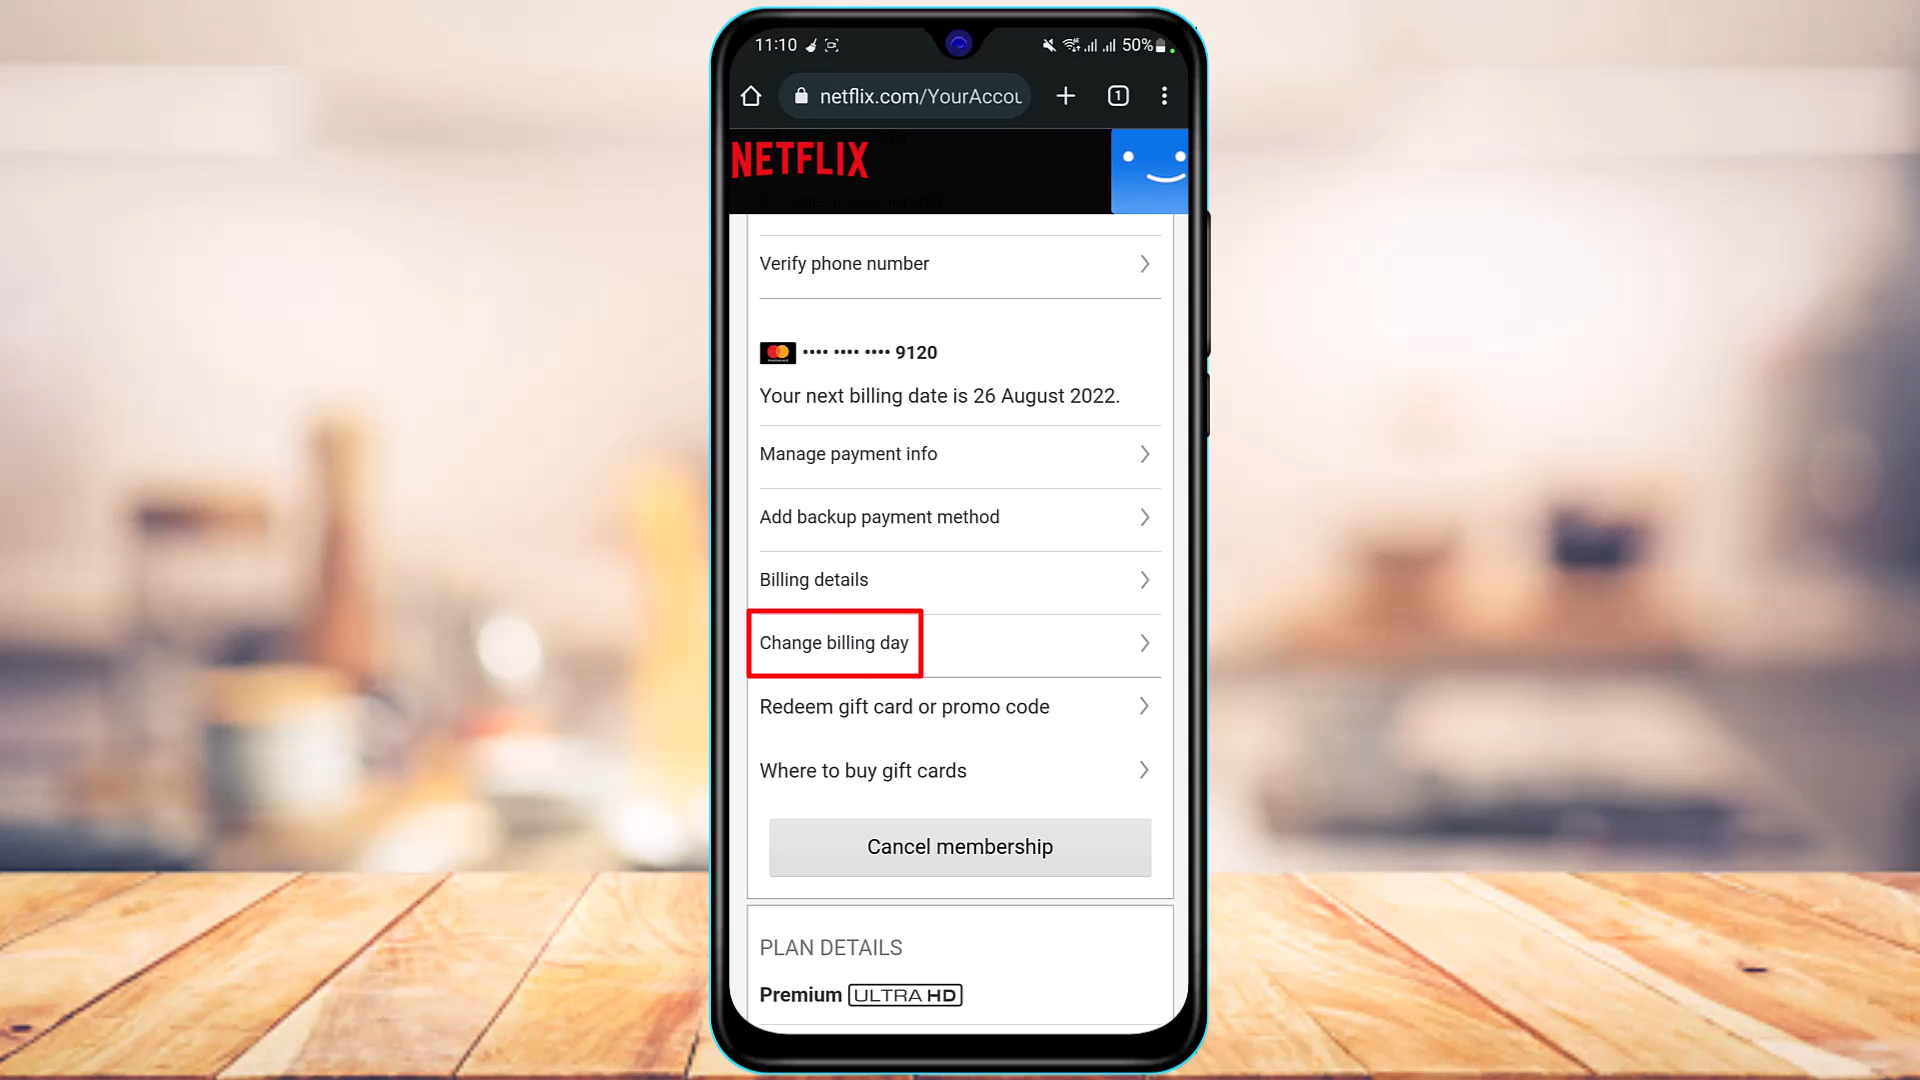 11:10 50%
netflix.com/YourAccou 1
NETFLIX
Verify phone number
•••• •••• •••• 9120
Your next billing date is 26 August 2022.
Manage payment info
Add backup payment method
Billing details
Change billing day
Redeem gift card or promo code
Where to buy gift cards
Cancel membership
PLAN DETAILS
Premium ULTRA HD